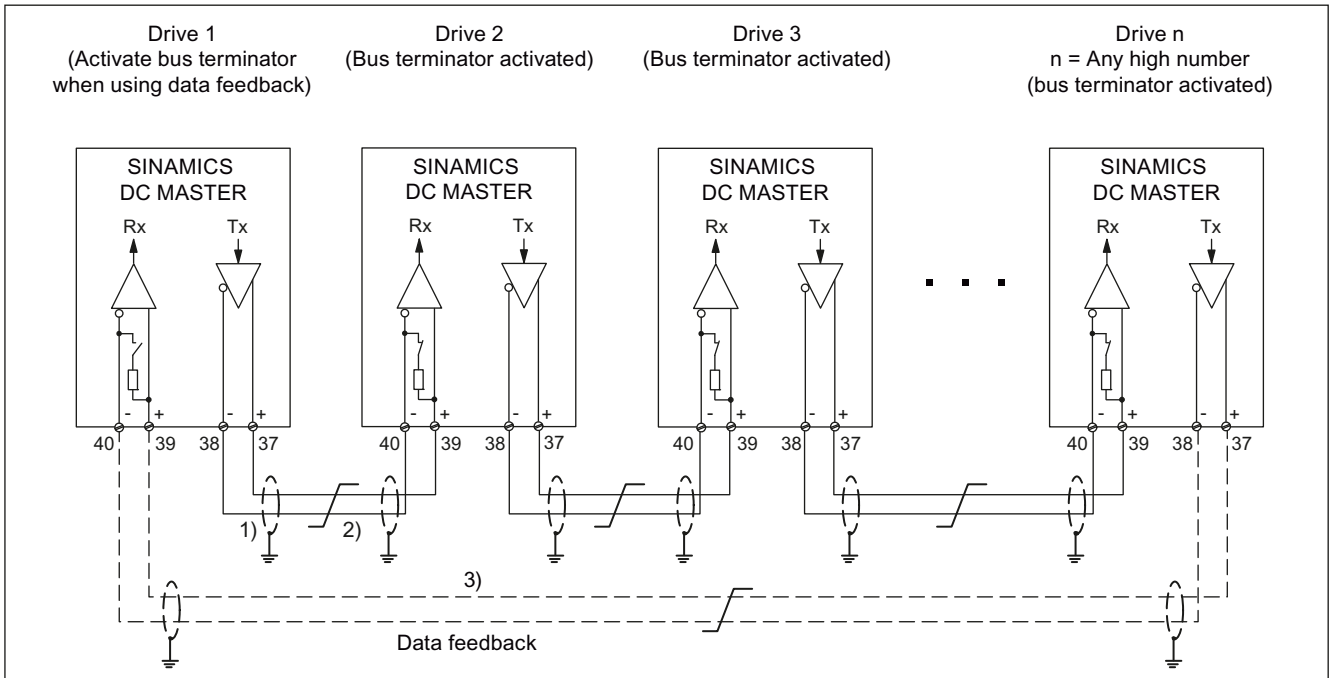 Drive 1
(Activate bus terminator
when using data feedback)
Drive 2
(Bus terminator activated)
Drive 3
(Bus terminator activated)
Drive n
n = Any high number
(bus terminator activated)
SINAMICS
DC MASTER
Rx Tx
- + - +
40 39 38 37
SINAMICS
DC MASTER
Rx Tx
- + - +
40 39 38 37
SINAMICS
DC MASTER
Rx Tx
- + - +
40 39 38 37
SINAMICS
DC MASTER
Rx Tx
- + - +
40 39 38 37
1) 2)
3)
Data feedback